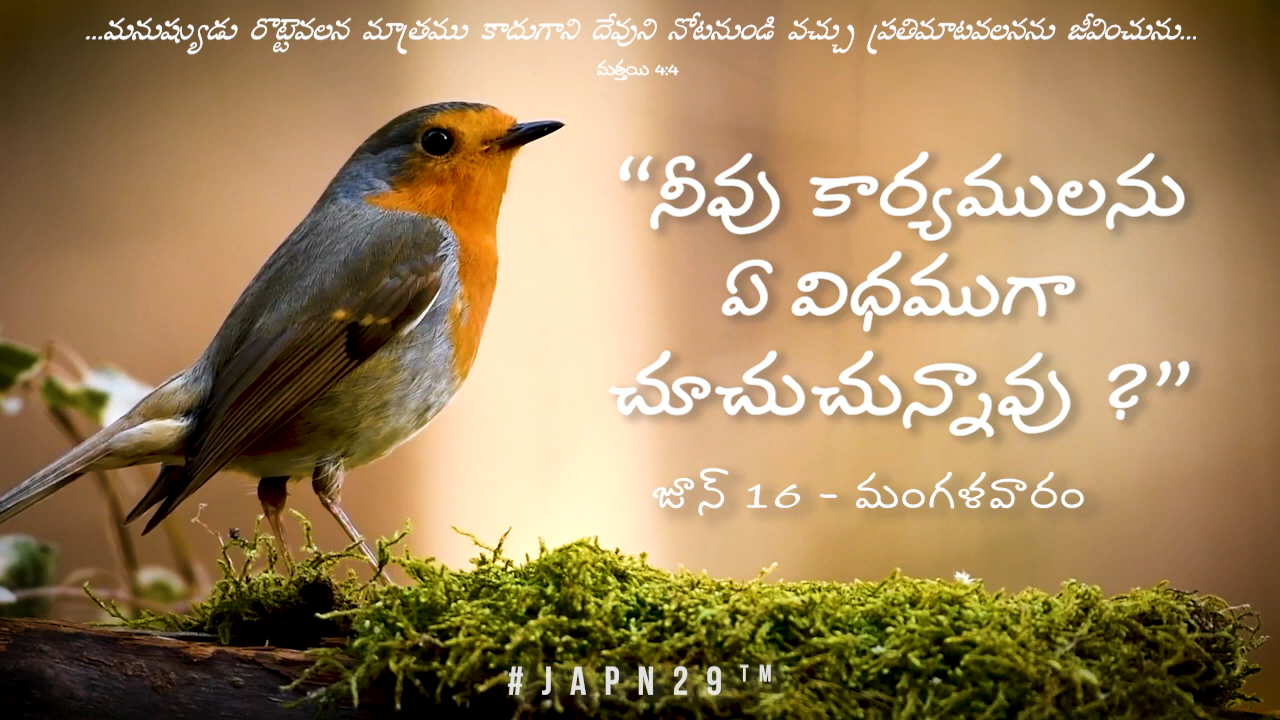 ...మనుష్యుడు రొట్టెవలన మాత్రము కాదుగాని దేవుని నోటనుండి వచ్చు ప్రతిమాటవలనను జీవించును...
మత్తయి 4:4
“నీవు కార్యములను
ఏ విధముగా
చూచుచున్నావు ?”
జూన్ 16 - మంగళవారం
#JAPN29™